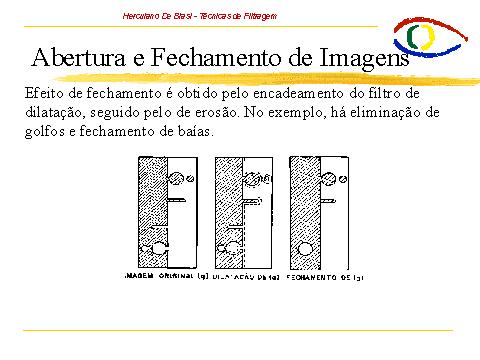 Herculano De Biasi - Técnicas de Filtragem
Abertura e Fechamento de Imagens
Efeito de fechamento é obtido pelo encadeamento do filtro de
dilatação, seguido pelo de erosão. No exemplo, há eliminação de
golfos e fechamento de baías.
IMAGEM ORIGINAL (g) DILATAÇÃO DE (g) FECHAMENTO DE (g)